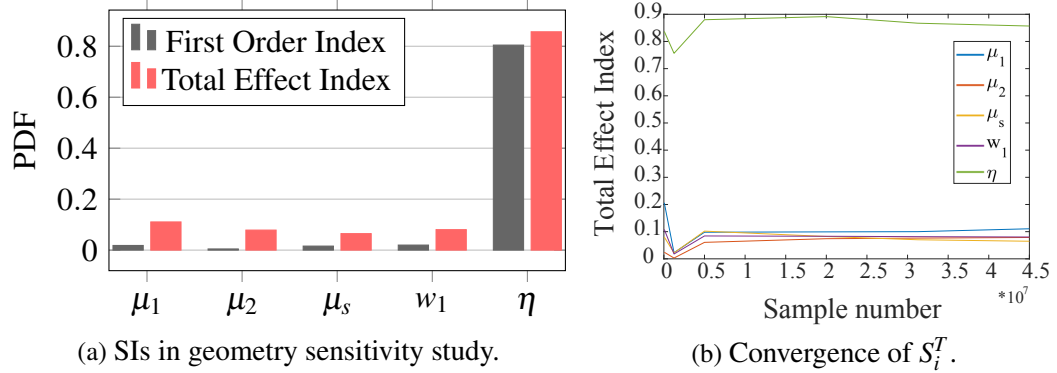 PDF
0.8
0.6
0.4
0.2
0
First Order Index
Total Effect Index
μ1
μ2
μs
w1
η
(a) SIs in geometry sensitivity study.
Total Effect Index
0.9
0.8
0.7
0.6
0.5
0.4
0.3
0.2
0.1
0
μ1
μ2
μs
w1
η
0 0.5 1 1.5 2 2.5 3 3.5 4 4.5
*10^7
Sample number
(b) Convergence of S_i^T.